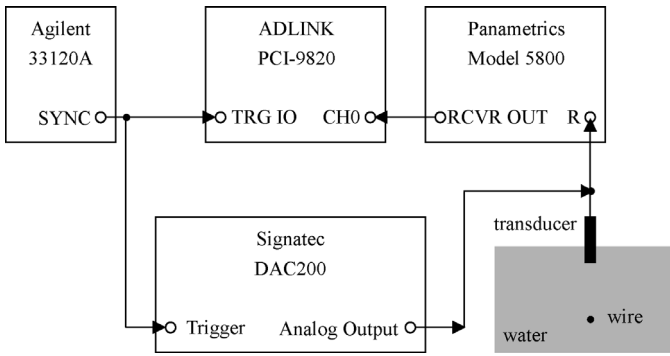 Agilent
33120A
SYNC
ADLINK
PCI-9820
TRG IO CH0
Panametrics
Model 5800
RCVR OUT R
transducer
Signatec
DAC200
Trigger Analog Output
wire
water